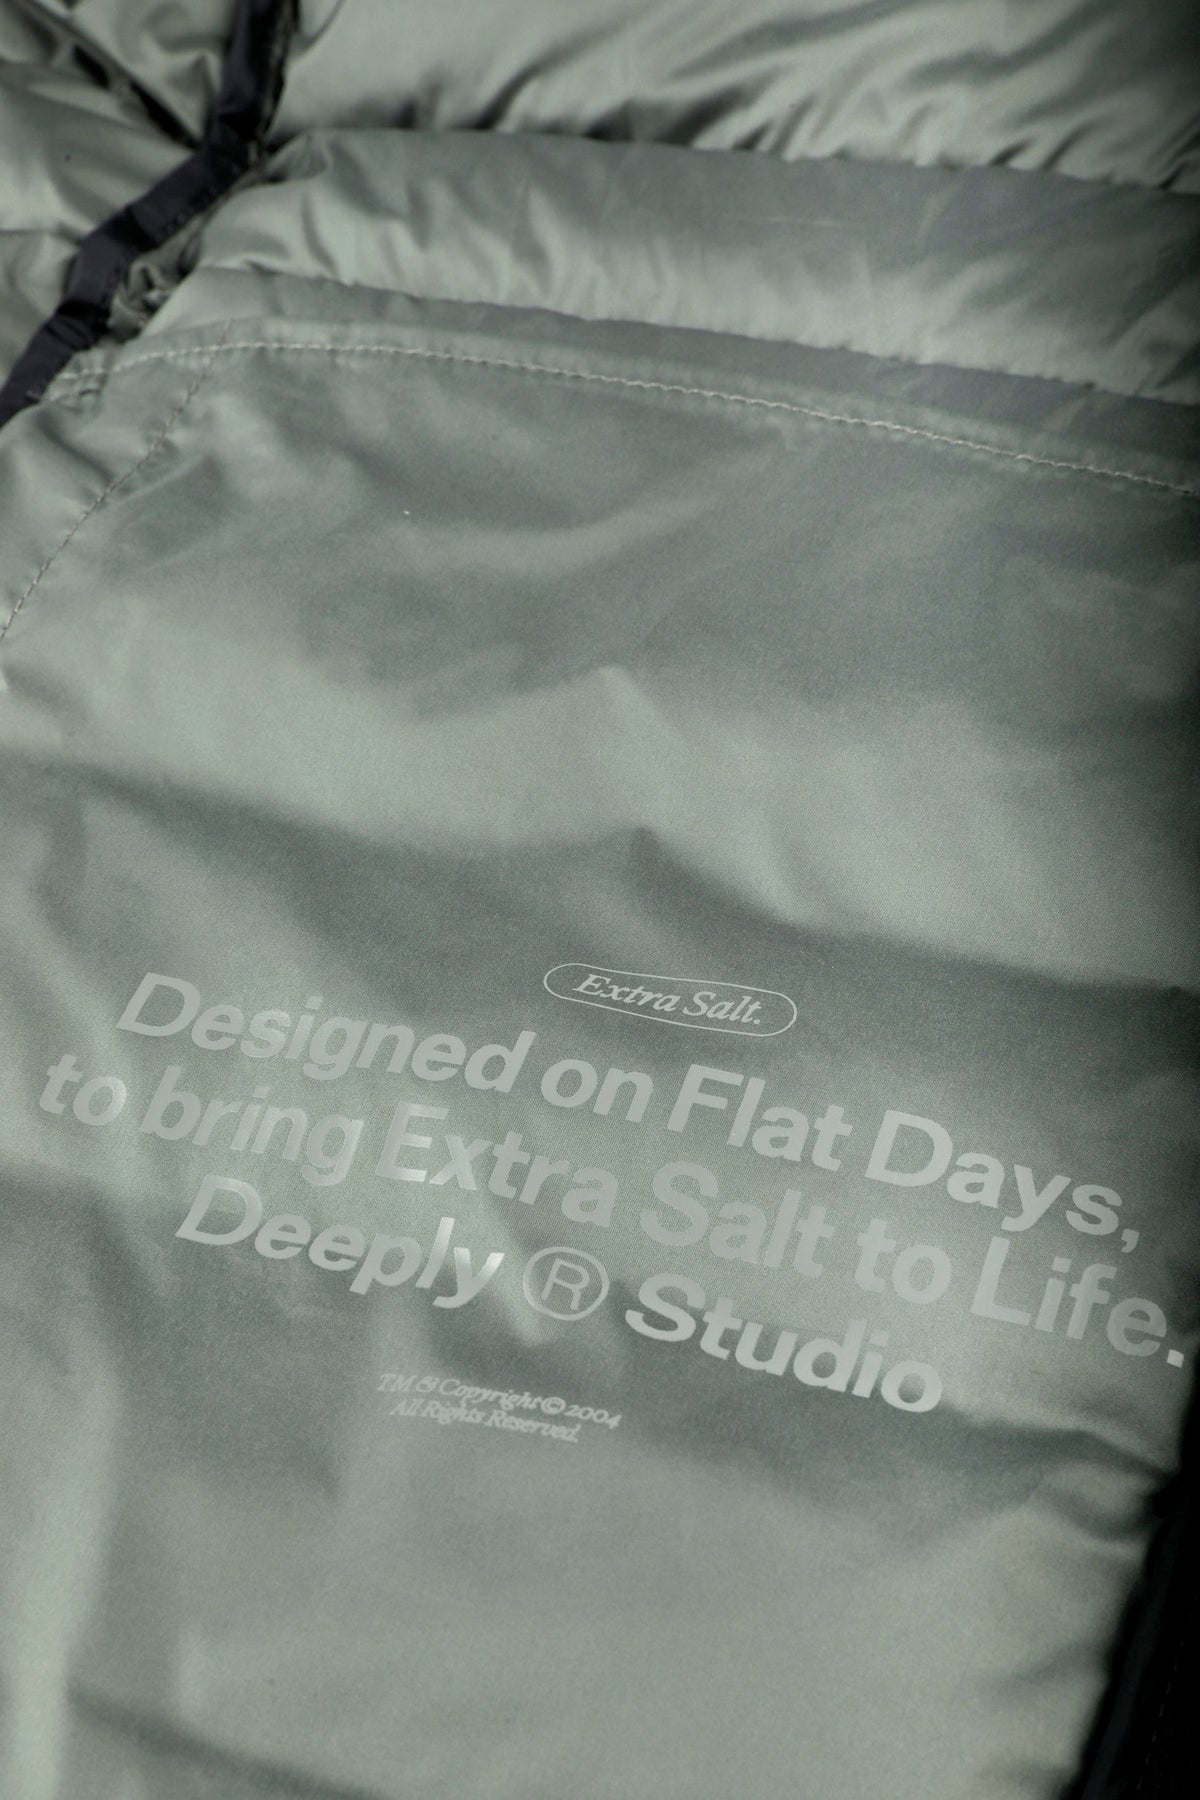 Extra Salt.
Designed on Flat Days,
to bring Extra Salt to Life.
Deeply ® Studio
TM & Copyright © 2004
All Rights Reserved.